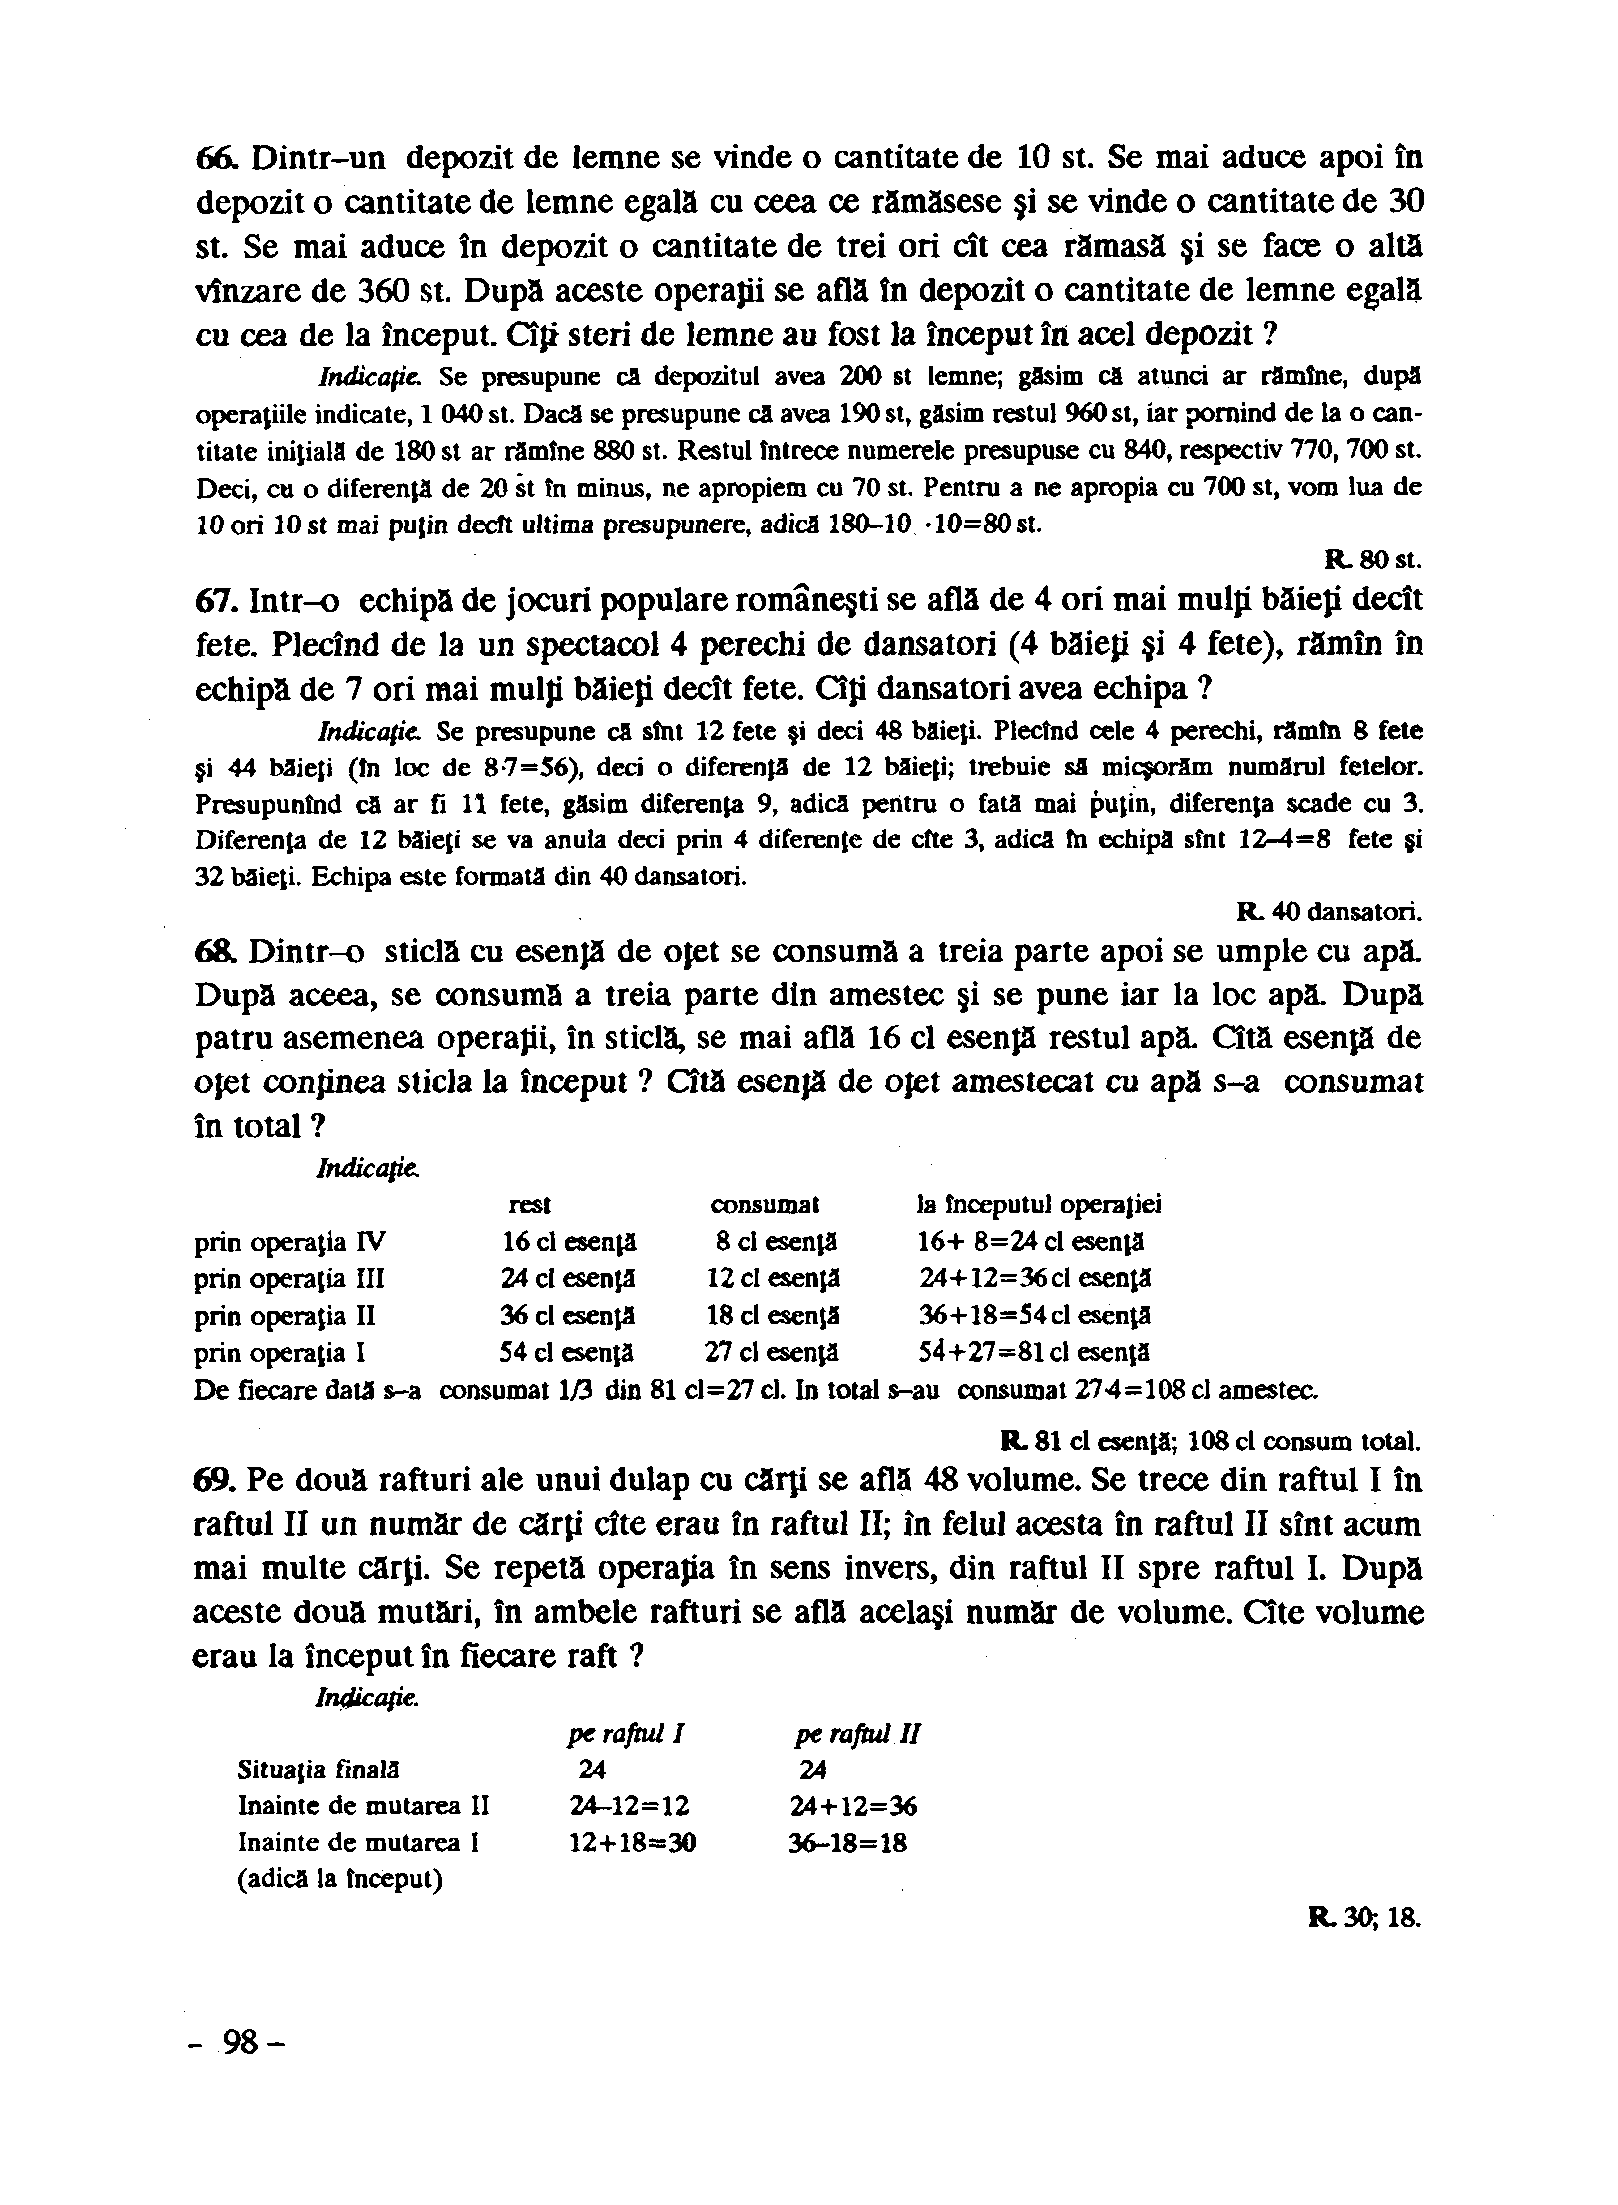 66. Dintr-un depozit de lemne se vinde o cantitate de 10 st. Se mai aduce apoi în
depozit o cantitate de lemne egală cu ceea ce rămăsese şi se vinde o cantitate de 30
st. Se mai aduce în depozit o cantitate de trei ori cît cea rămasă şi se face o altă
vînzare de 360 st. După aceste operaţii se află în depozit o cantitate de lemne egală
cu cea de la început. Cîţi steri de lemne au fost la început în acel depozit ?
Indicaţie. Se presupune că depozitul avea 200 st lemne; găsim că atunci ar rămîne, după
operaţiile indicate, 1 040 st. Dacă se presupune că avea 190 st, găsim restul 960 st, iar pornind de la o can-
titate iniţială de 180 st ar rămîne 880 st. Restul întrece numerele presupuse cu 840, respectiv 770, 700 st.
Deci, cu o diferenţă de 20 st în minus, ne apropiem cu 70 st. Pentru a ne apropia cu 700 st, vom lua de
10 ori 10 st mai puţin decît ultima presupunere, adică 180-10 ·10=80 st.
R. 80 st.
67. Intr-o echipă de jocuri populare româneşti se află de 4 ori mai mulţi băieţi decît
fete. Plecînd de la un spectacol 4 perechi de dansatori (4 băieţi şi 4 fete), rămîn în
echipă de 7 ori mai mulţi băieţi decît fete. Cîţi dansatori avea echipa ?
Indicaţie. Se presupune că sînt 12 fete şi deci 48 băieţi. Plecînd cele 4 perechi, rămîn 8 fete
şi 44 băieţi (în loc de 8·7=56), deci o diferenţă de 12 băieţi; trebuie să micşorăm numărul fetelor.
Presupunînd că ar fi 11 fete, găsim diferenţa 9, adică pentru o fată mai puţin, diferenţa scade cu 3.
Diferenţa de 12 băieţi se va anula deci prin 4 diferenţe de cîte 3, adică în echipă sînt 12-4=8 fete şi
32 băieţi. Echipa este formată din 40 dansatori.
R. 40 dansatori.
68. Dintr-o sticlă cu esenţă de oţet se consumă a treia parte apoi se umple cu apă.
După aceea, se consumă a treia parte din amestec şi se pune iar la loc apă. După
patru asemenea operaţii, în sticlă, se mai află 16 cl esenţă restul apă. Cîtă esenţă de
oţet conţinea sticla la început ? Cîtă esenţă de oţet amestecat cu apă s-a consumat
în total ?
Indicaţie.
rest consumat la începutul operaţiei
prin operaţia IV 16 cl esenţă 8 cl esenţă 16+ 8=24 cl esenţă
prin operaţia III 24 cl esenţă 12 cl esenţă 24+12=36 cl esenţă
prin operaţia II 36 cl esenţă 18 cl esenţă 36+18=54 cl esenţă
prin operaţia I 54 cl esenţă 27 cl esenţă 54+27=81 cl esenţă
De fiecare dată s-a consumat 1/3 din 81 cl=27 cl. In total s-au consumat 27·4=108 cl amestec.
R. 81 cl esenţă; 108 cl consum total.
69. Pe două rafturi ale unui dulap cu cărţi se află 48 volume. Se trece din raftul I în
raftul II un număr de cărţi cîte erau în raftul II; în felul acesta în raftul II sînt acum
mai multe cărţi. Se repetă operaţia în sens invers, din raftul II spre raftul I. După
aceste două mutări, în ambele rafturi se află acelaşi număr de volume. Cîte volume
erau la început în fiecare raft ?
Indicaţie.
pe raftul I pe raftul II
Situaţia finală 24 24
Inainte de mutarea II 24-12=12 24+12=36
Inainte de mutarea I 12+18=30 36-18=18
(adică la început)
R. 30; 18.
- 98 -